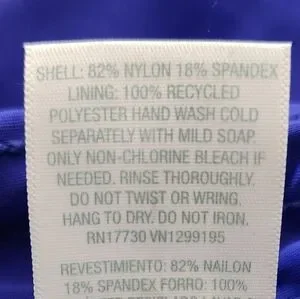 SHELL: 82% NYLON 18% SPANDEX
LINING: 100% RECYCLED
POLYESTER HAND WASH COLD
SEPARATELY WITH MILD SOAP.
ONLY NON-CHLORINE BLEACH IF
NEEDED. RINSE THOROUGHLY.
DO NOT TWIST OR WRING.
HANG TO DRY. DO NOT IRON.
RN17730 VN1299195
REVESTIMIENTO: 82% NAILON
18% SPANDEX FORRO: 100%